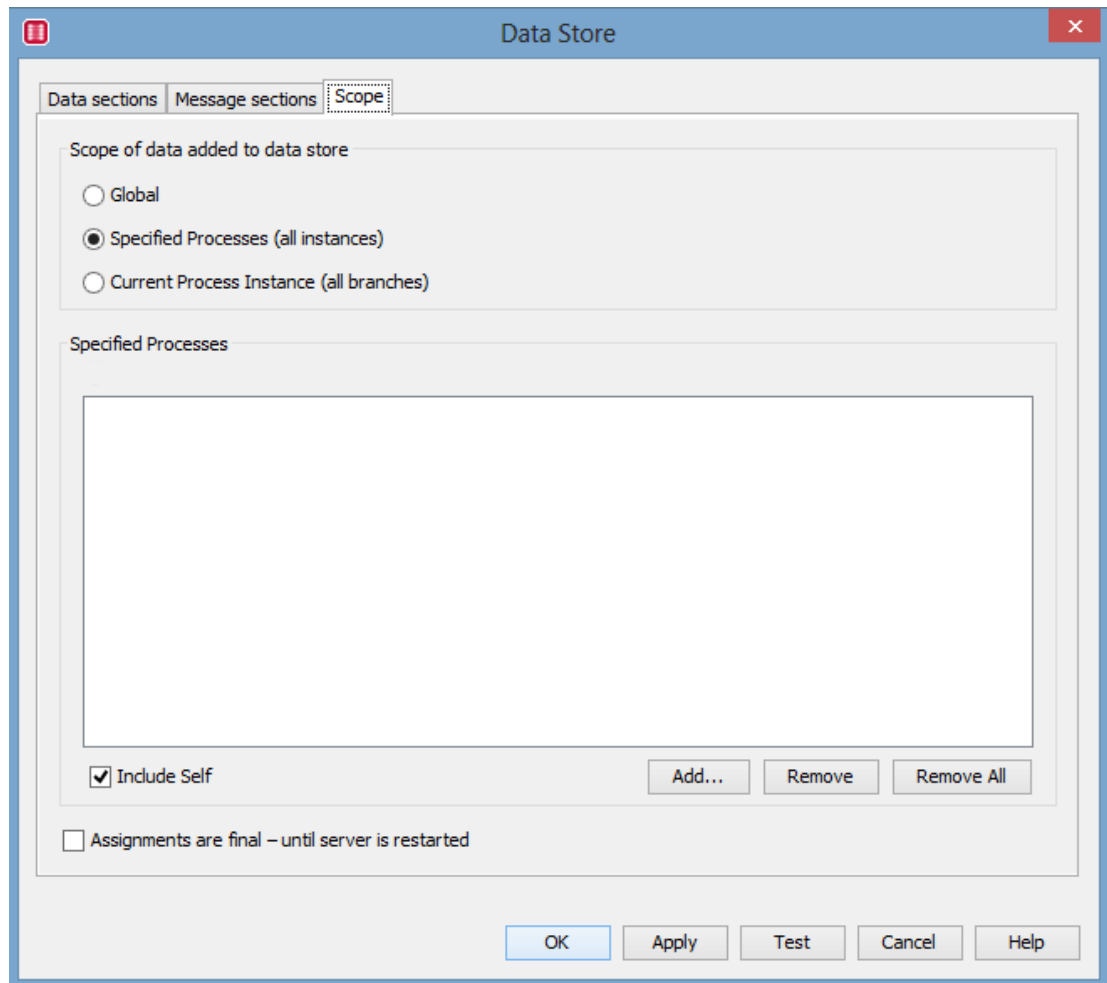 Data Store
Data sections Message sections Scope
Scope of data added to data store
Global
Specified Processes (all instances)
Current Process Instance (all branches)
Specified Processes
Include Self Add... Remove Remove All
Assignments are final – until server is restarted
OK Apply Test Cancel Help